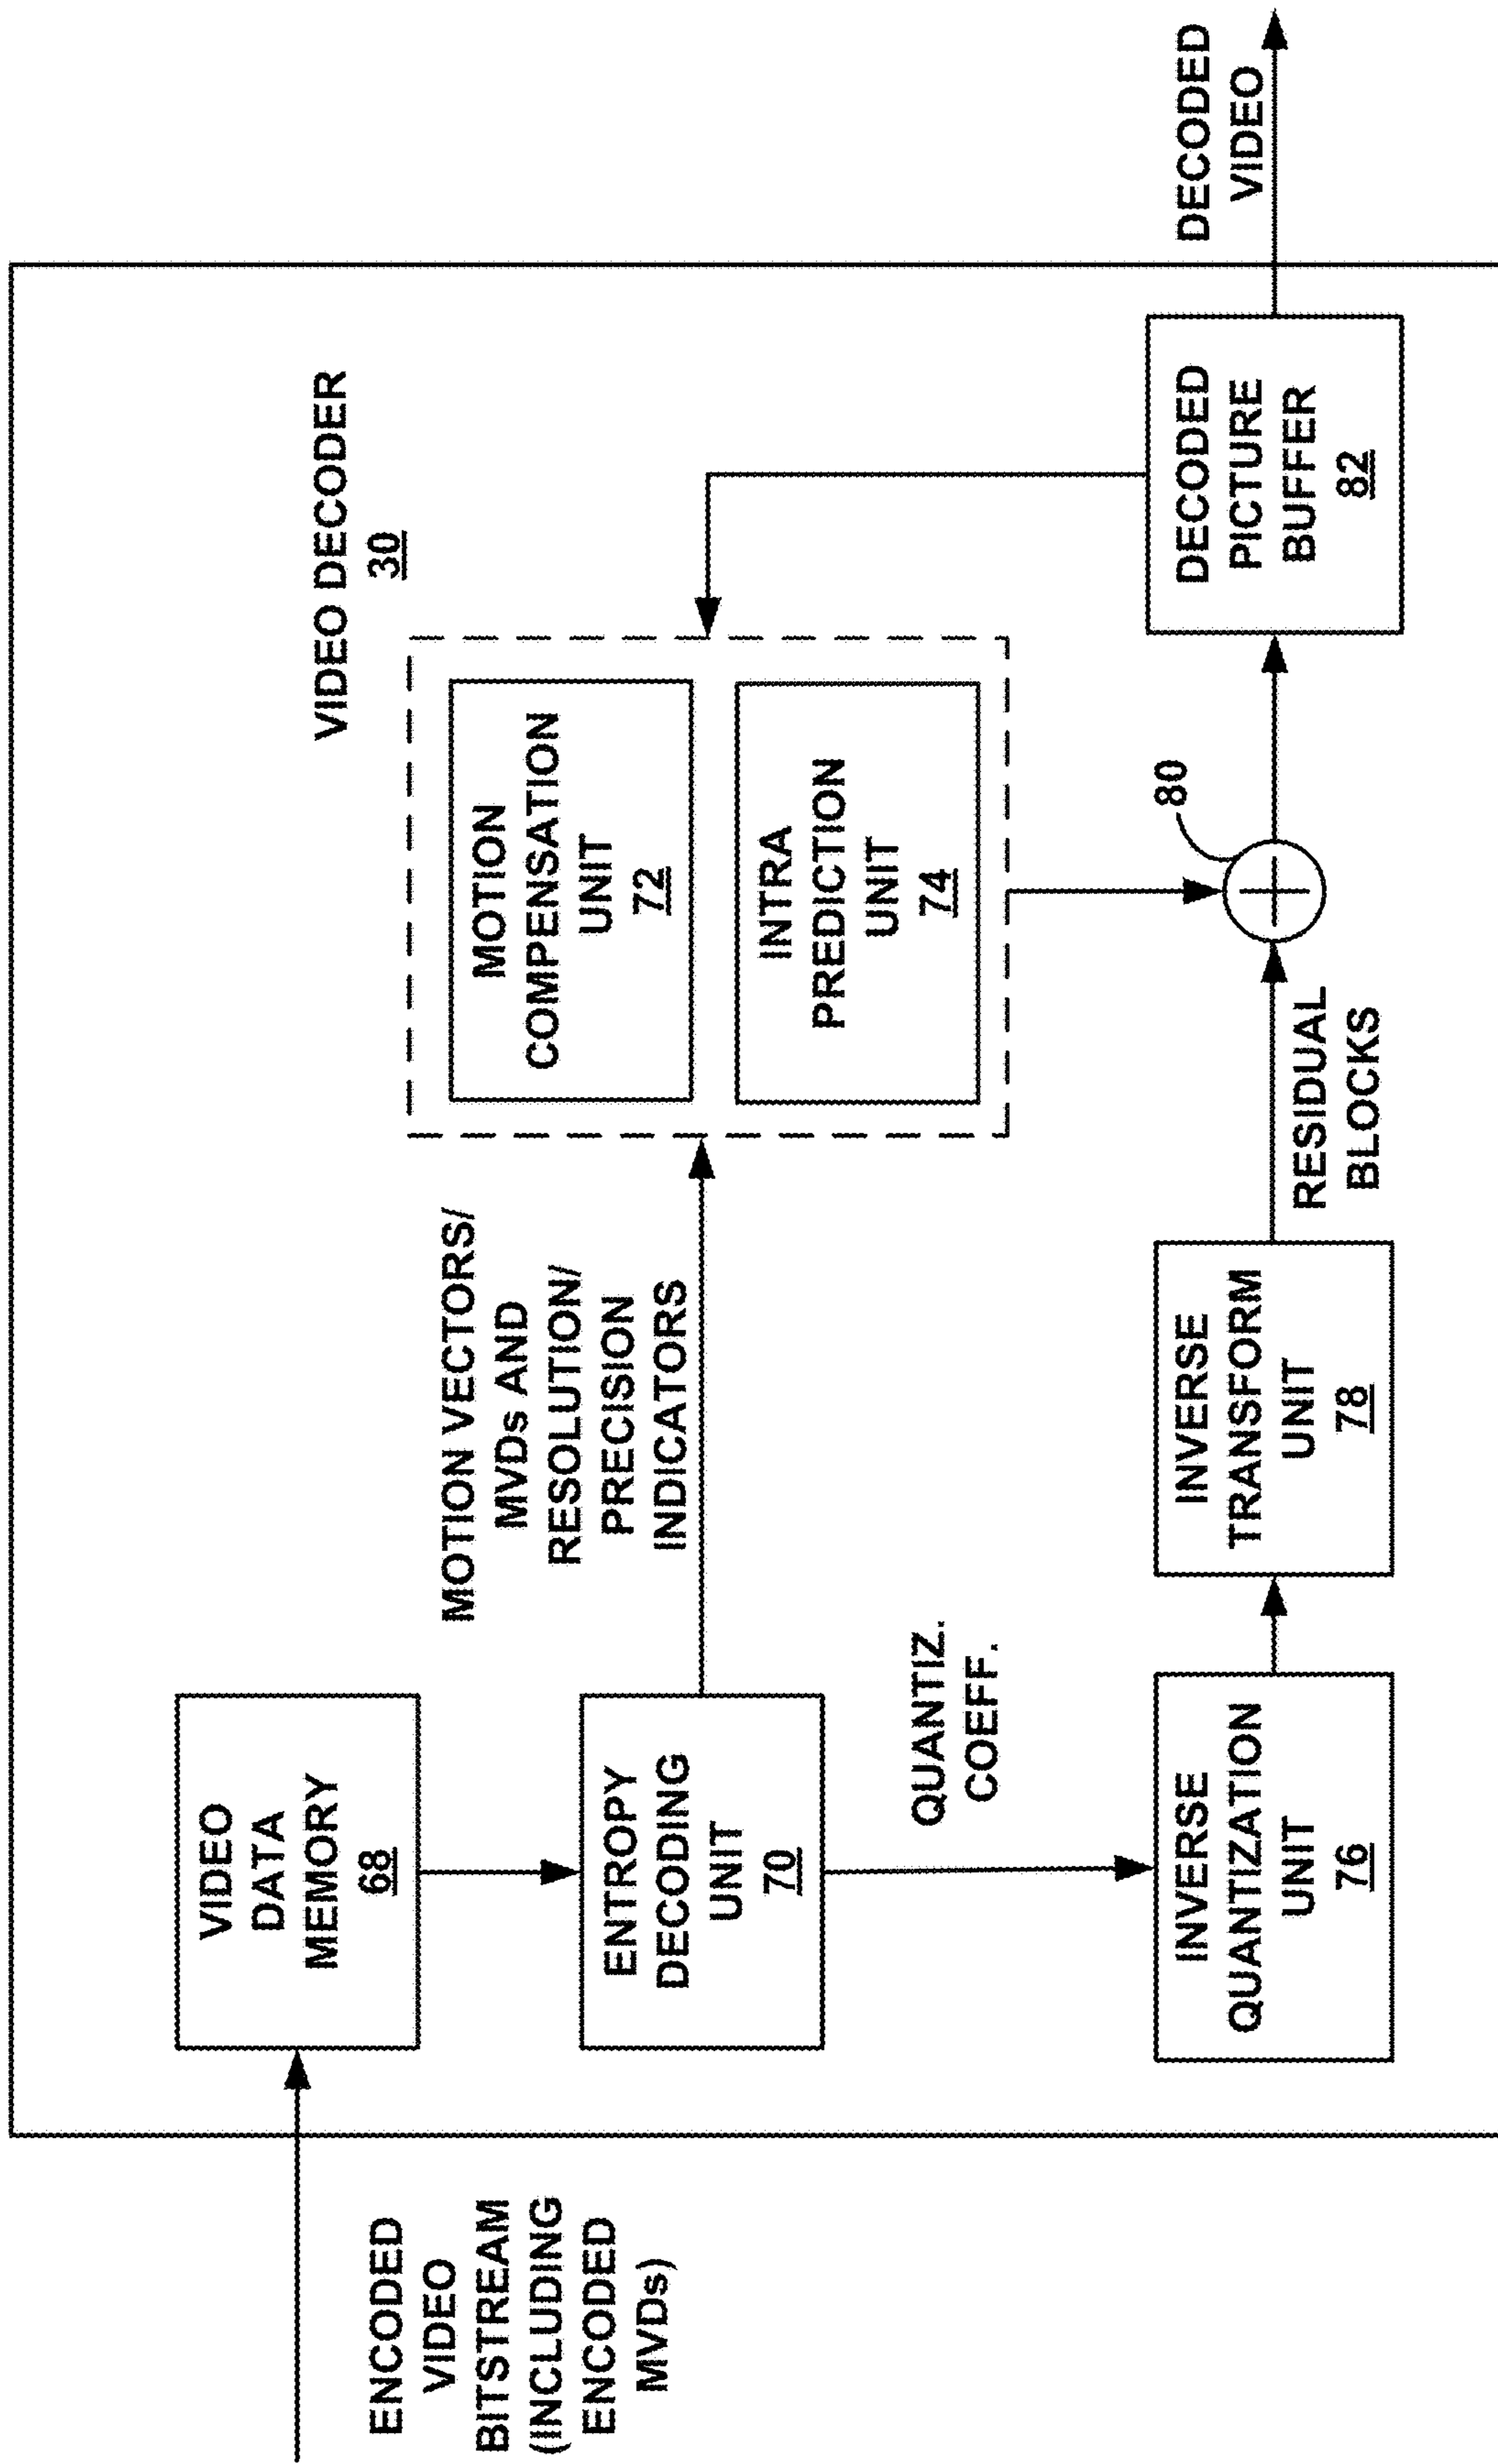 VIDEO DECODER
30
ENCODED
VIDEO
BITSTREAM
(INCLUDING
ENCODED
MVDs)
VIDEO
DATA
MEMORY
68
ENTROPY
DECODING
UNIT
70
MOTION VECTORS/
MVDs AND
RESOLUTION/
PRECISION
INDICATORS
MOTION
COMPENSATION
UNIT
72
INTRA
PREDICTION
UNIT
74
QUANTIZ.
COEFF.
INVERSE
QUANTIZATION
UNIT
76
INVERSE
TRANSFORM
UNIT
78
RESIDUAL
BLOCKS
80
DECODED
PICTURE
BUFFER
82
DECODED
VIDEO